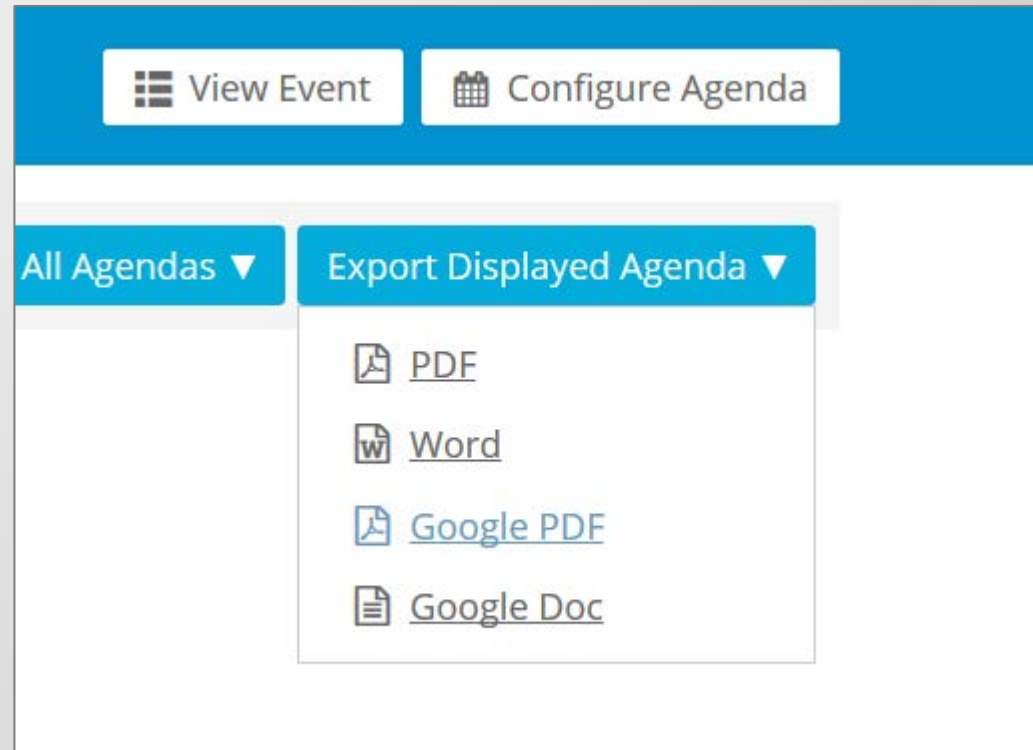 View Event
Configure Agenda
All Agendas ▼
Export Displayed Agenda ▼
PDF
Word
Google PDF
Google Doc